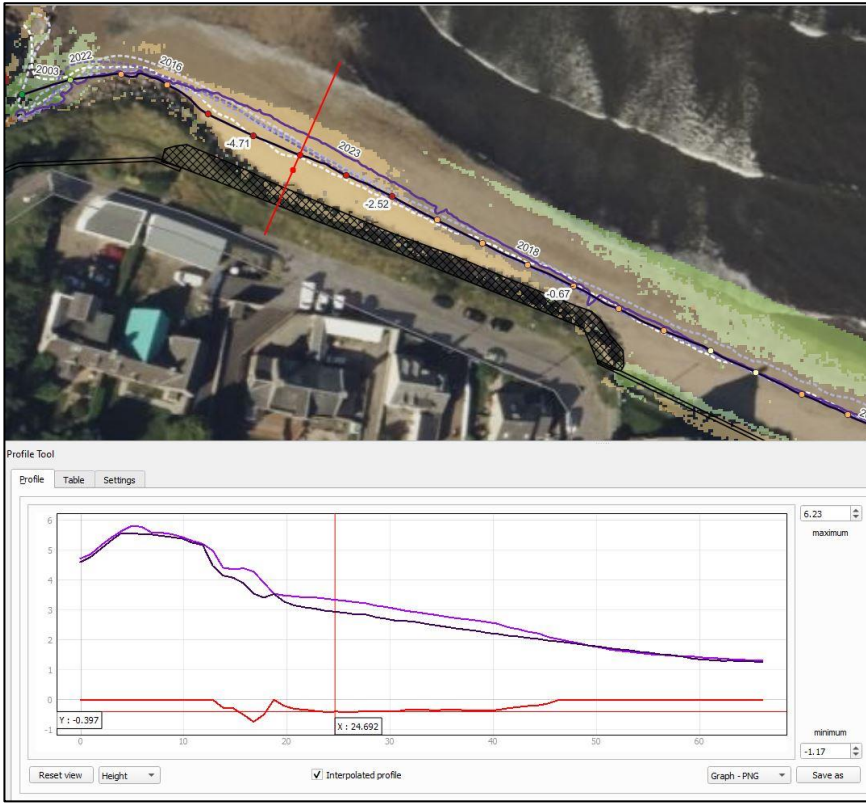 2022
2016
2003
-4.71
2023
-2.52
2018
-0.67
Profile Tool
Profile Table Settings
6
5
4
3
2
1
0
-1
Y : -0.397
X : 24.692
0 10 20 30 40 50 60
6.23
maximum
minimum
-1.17
Reset view Height Interpolated profile Graph - PNG Save as